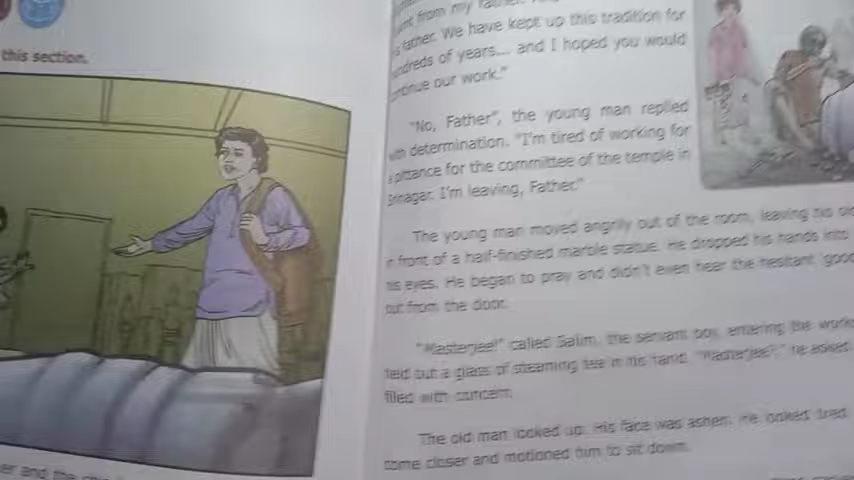 this section.
from my father.
father. We have kept up this tradition for
hundreds of years... and I hoped you would
continue our work."
"No, Father", the young man replied
with determination. "I'm tired of working for
a pittance for the committee of the temple in
Srinagar. I'm leaving, Father."
The young man moved angrily out of the room, leaving his old
in front of a half-finished marble statue. He dropped his hands into
his eyes. He began to pray and didn't even hear the hesitant 'good
out from the door.
"Masterjee!" called Salim, the servant boy, entering the work
held out a glass of steaming tea in his hand. "Masterjee?," he asked
filled with concern.
The old man looked up. His face was ashen. He looked tired
come closer and motioned him to sit down.
and the